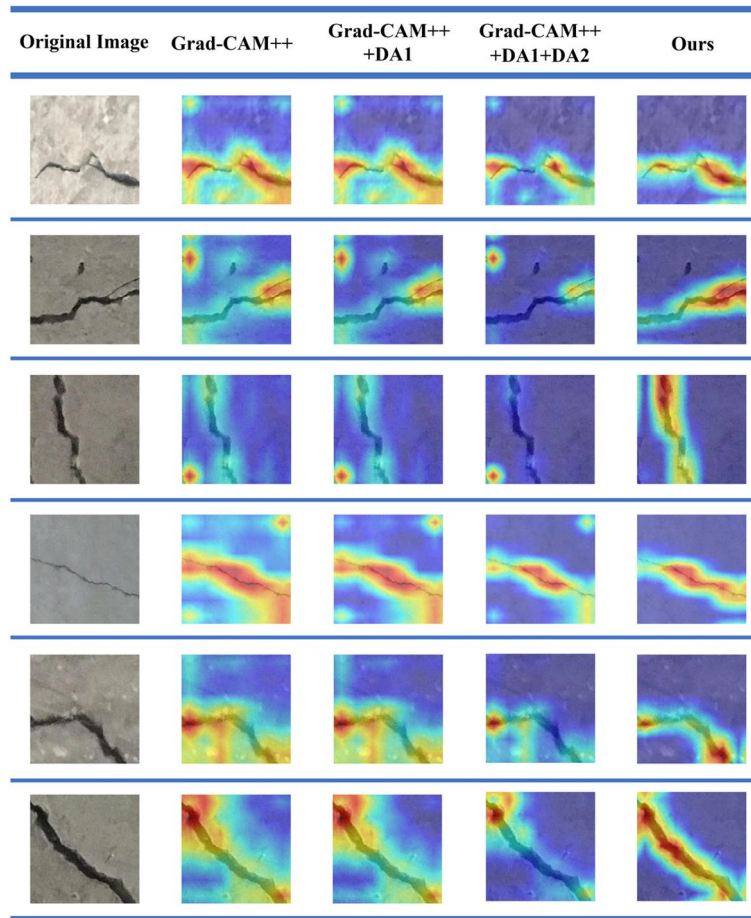 Original Image
Grad-CAM++
Grad-CAM++
+DA1
Grad-CAM++
+DA1+DA2
Ours